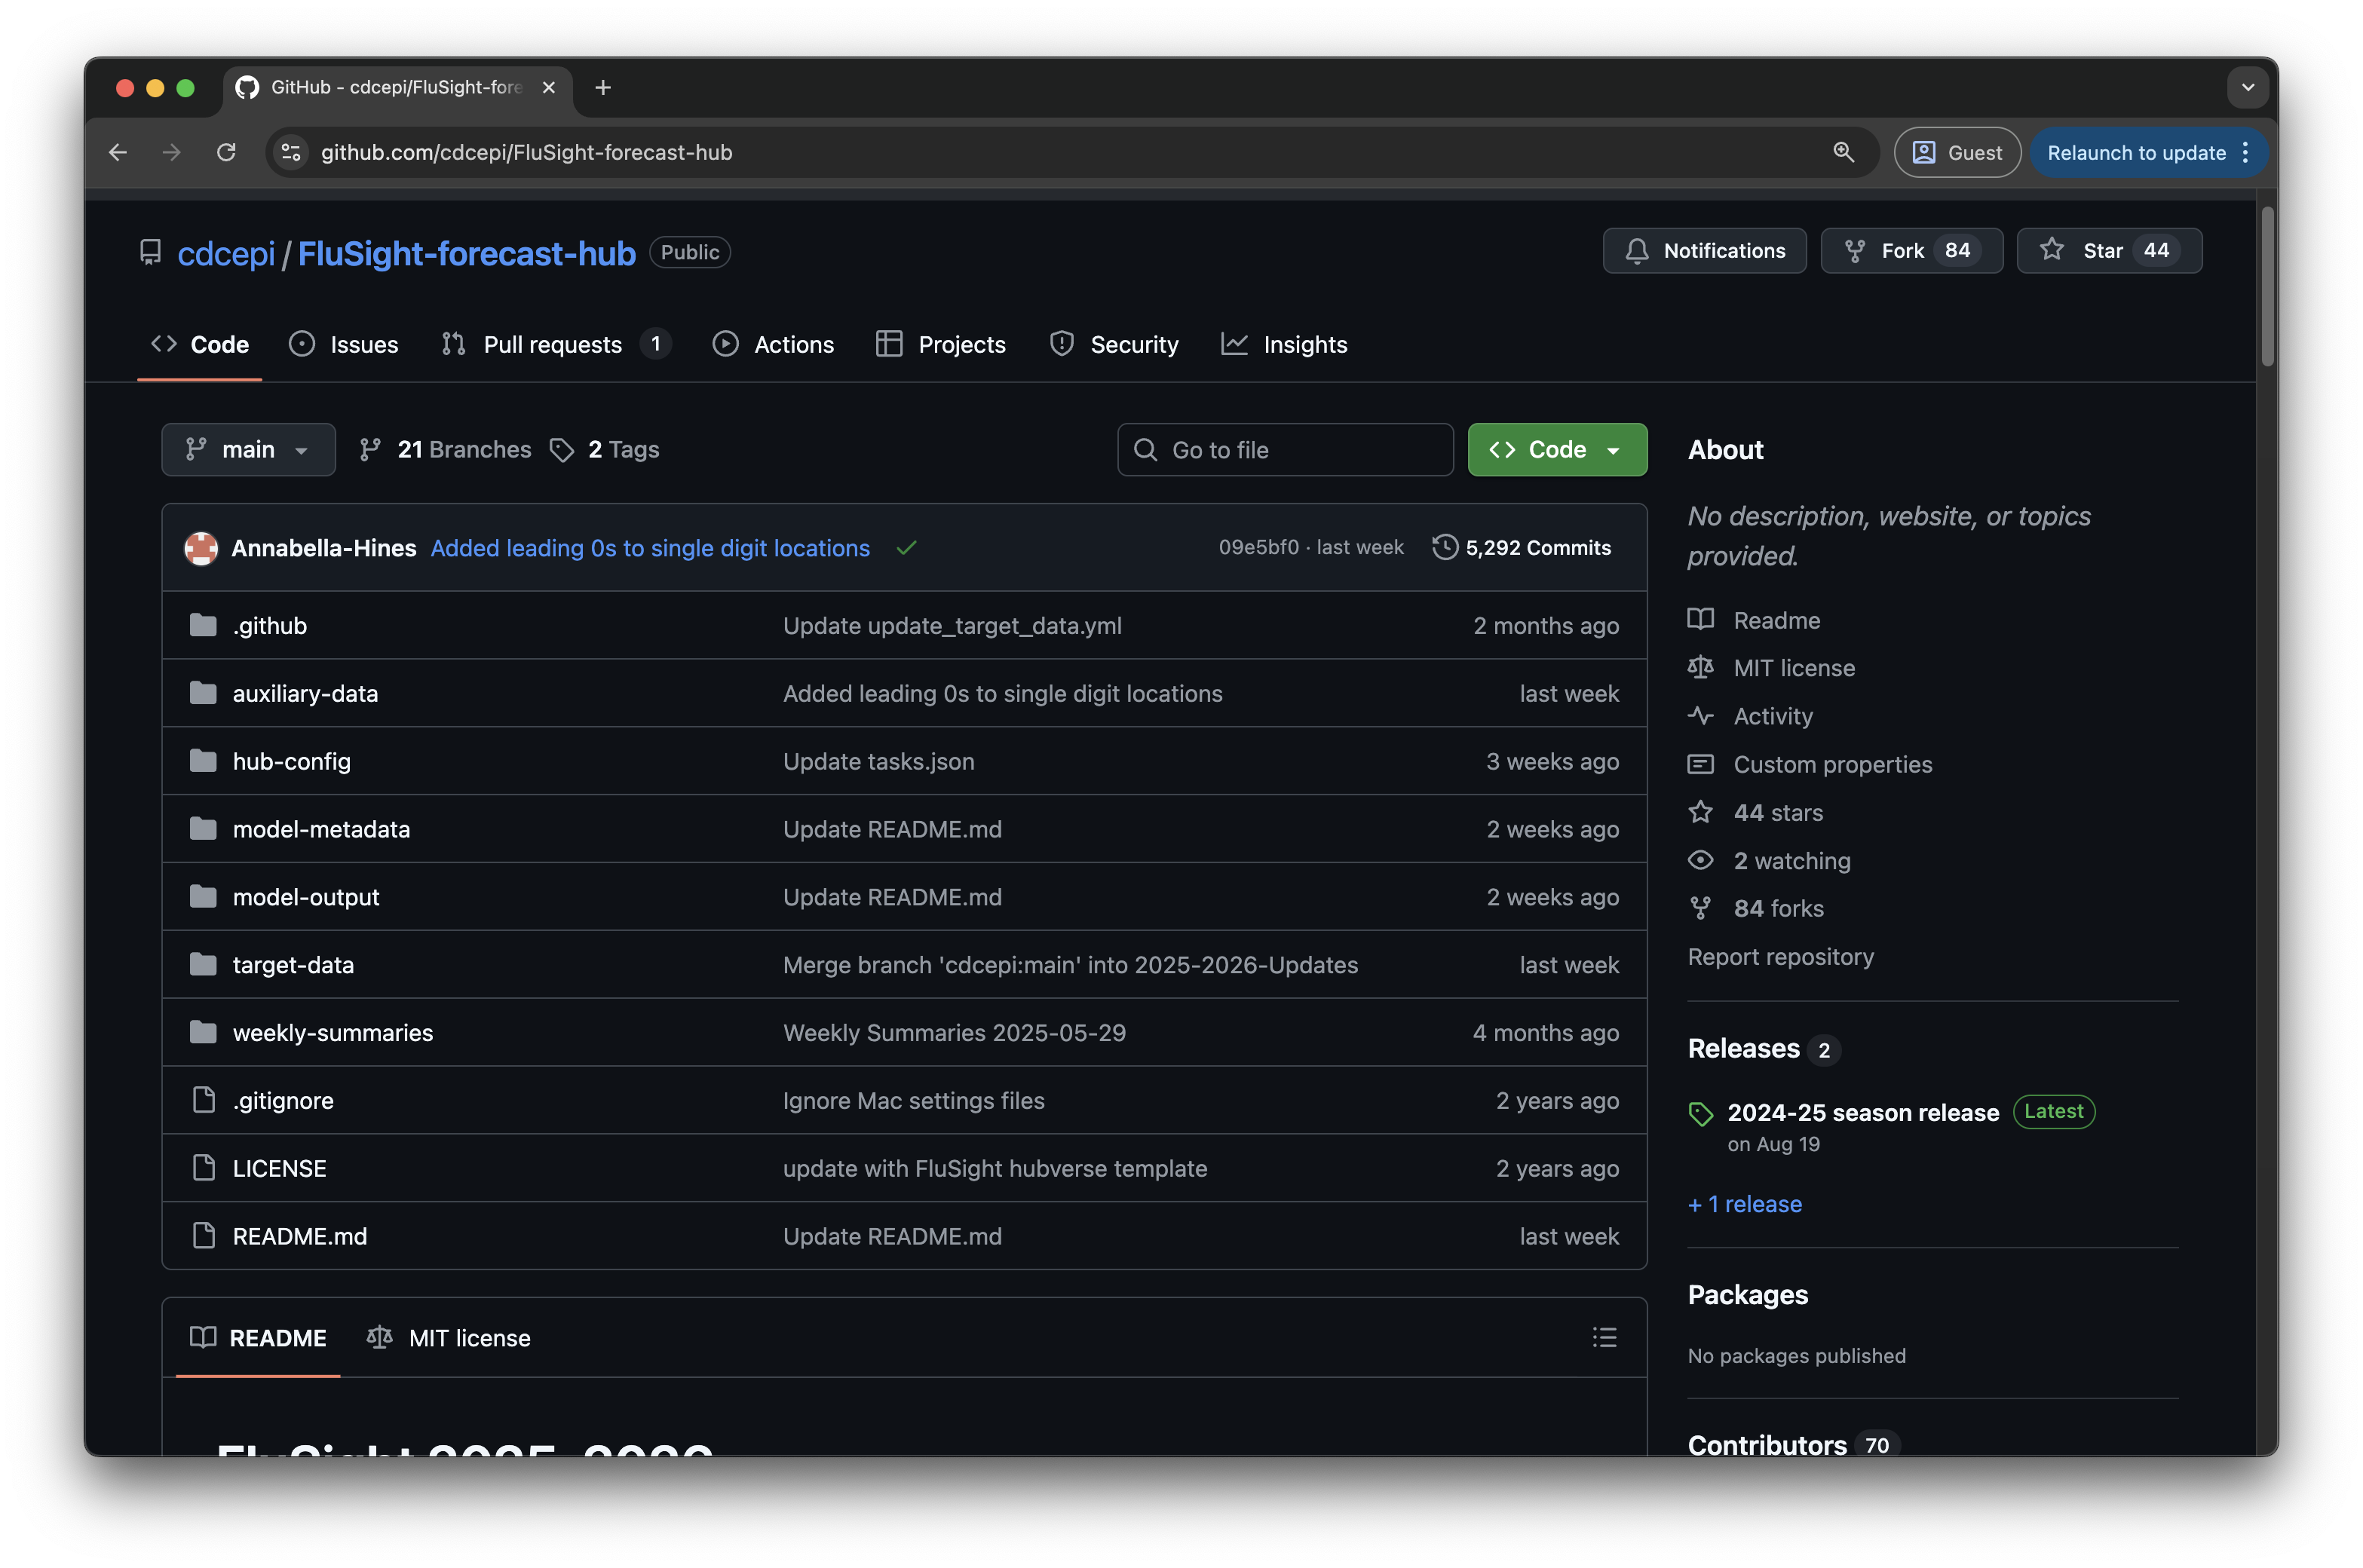 GitHub - cdcepi/FluSight-fore
github.com/cdcepi/FluSight-forecast-hub
Guest
Relaunch to update
cdcepi / FluSight-forecast-hub Public
Notifications
Fork 84
Star 44
Code
Issues
Pull requests 1
Actions
Projects
Security
Insights
main
21 Branches
2 Tags
Go to file
Code
Annabella-Hines Added leading 0s to single digit locations
09e5bf0 · last week
5,292 Commits
.github Update update_target_data.yml 2 months ago
auxiliary-data Added leading 0s to single digit locations last week
hub-config Update tasks.json 3 weeks ago
model-metadata Update README.md 2 weeks ago
model-output Update README.md 2 weeks ago
target-data Merge branch 'cdcepi:main' into 2025-2026-Updates last week
weekly-summaries Weekly Summaries 2025-05-29 4 months ago
.gitignore Ignore Mac settings files 2 years ago
LICENSE update with FluSight hubverse template 2 years ago
README.md Update README.md last week
README
MIT license
FluSight 2025-2026
About
No description, website, or topics
provided.
Readme
MIT license
Activity
Custom properties
44 stars
2 watching
84 forks
Report repository
Releases 2
2024-25 season release Latest
on Aug 19
+ 1 release
Packages
No packages published
Contributors 70